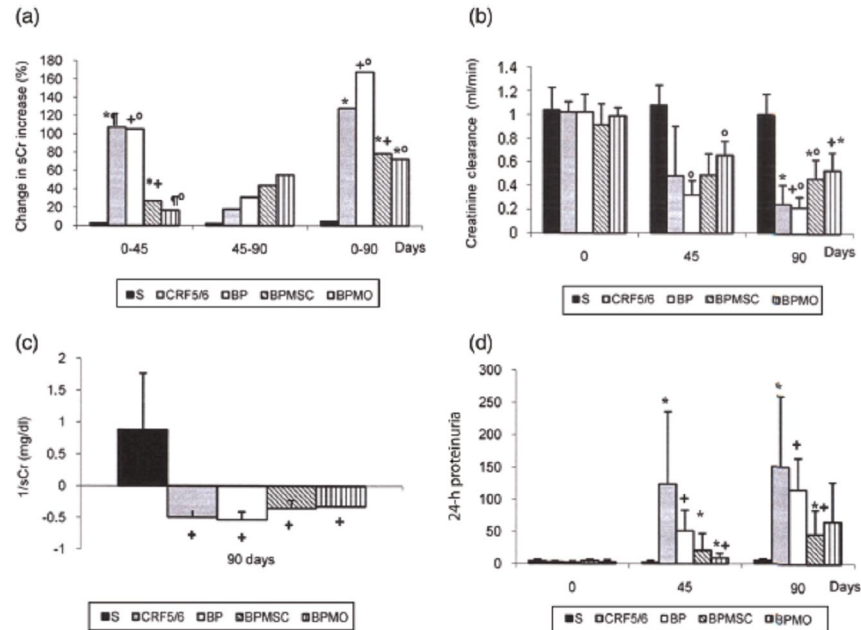 (a)
Change in sCr increase (%)
180
160
140
120
100
80
60
40
20
0
*¶
+o
*+
¶o
*
+o
*+
*o
0-45
45-90
0-90
Days
S CRF5/6 BP BPMSC BPMO
(b)
Creatinine clearance (ml/min)
1.4
1.2
1
0.8
0.6
0.4
0.2
0
o
o
*
+o
*o
+*
0
45
90
Days
S CRF5/6 BP BPMSC BPMO
(c)
1/sCr (mg/dl)
2
1.5
1
0.5
0
-0.5
-1
+
+
+
+
90 days
S CRF5/6 BP BPMSC BPMO
(d)
24-h proteinuria
300
250
200
150
100
50
0
*
+
*
*+
*
+
*+
0
45
90
Days
S CRF5/6 BP BPMSC BPMO